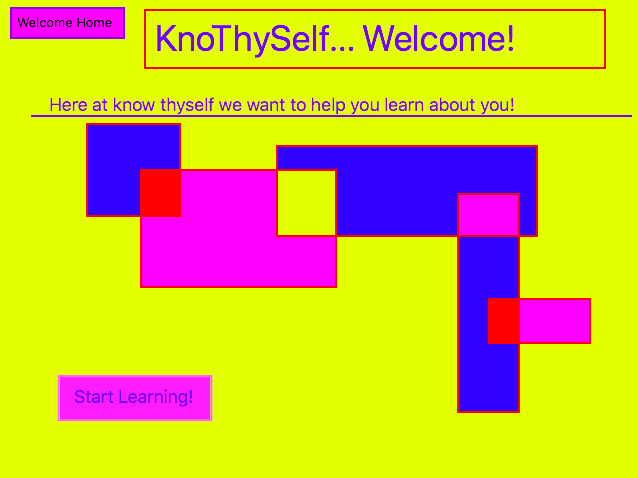 Welcome Home
KnoThySelf... Welcome!
Here at know thyself we want to help you learn about you!
Start Learning!